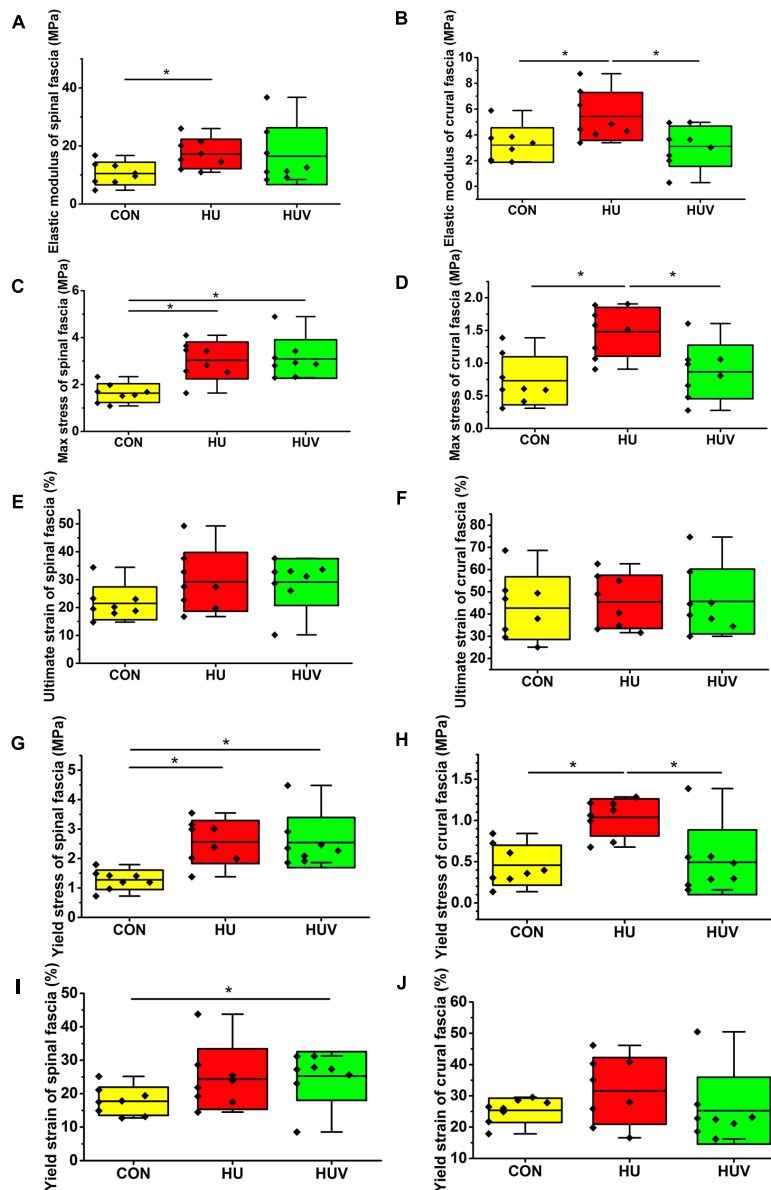 A
Elastic modulus of spinal fascia (MPa)
40
20
0
*
CON HU HUV
B
Elastic modulus of crural fascia (MPa)
10
8
6
4
2
0
* *
CON HU HUV
C
Max stress of spinal fascia (MPa)
6
4
2
0
*
*
CON HU HUV
D
Max stress of crural fascia (MPa)
2.0
1.5
1.0
0.5
0.0
* *
CON HU HUV
E
Ultimate strain of spinal fascia (%)
50
40
30
20
10
0
CON HU HUV
F
Ultimate strain of crural fascia (%)
80
70
60
50
40
30
20
CON HU HUV
G
Yield stress of spinal fascia (MPa)
5
4
3
2
1
0
*
*
CON HU HUV
H
Yield stress of crural fascia (MPa)
1.5
1.0
0.5
0.0
* *
CON HU HUV
I
Yield strain of spinal fascia (%)
50
40
30
20
10
0
*
CON HU HUV
J
Yield strain of crural fascia (%)
60
50
40
30
20
10
CON HU HUV